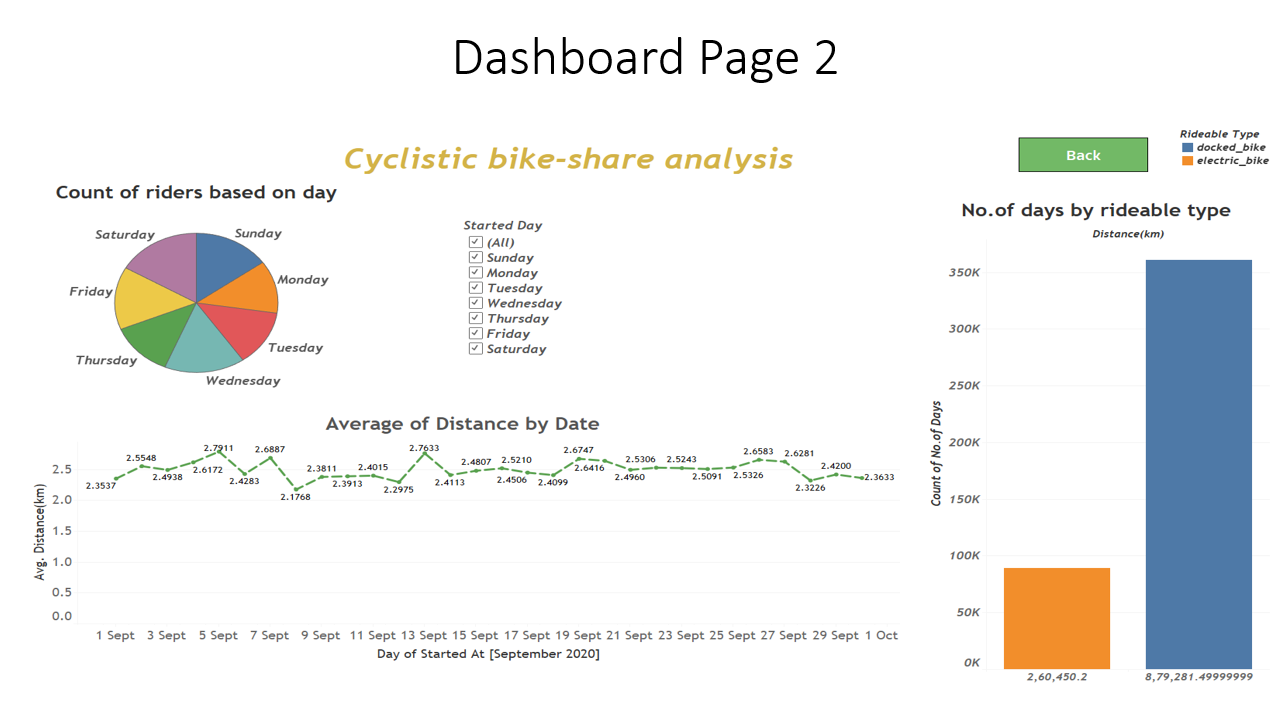 Dashboard Page 2
Cyclistic bike-share analysis
Back
Rideable Type
docked_bike
electric_bike
Count of riders based on day
Saturday
Sunday
Friday
Monday
Thursday
Tuesday
Wednesday
Started Day
(All)
Sunday
Monday
Tuesday
Wednesday
Thursday
Friday
Saturday
Average of Distance by Date
Avg. Distance(km)
2.5
2.0
1.5
1.0
0.5
0.0
2.3537
2.5548
2.4938
2.6172
2.7911
2.4283
2.6887
2.1768
2.3811
2.3913
2.4015
2.2975
2.7633
2.4113
2.4807
2.5210
2.4506
2.4099
2.6747
2.6416
2.4960
2.5306
2.5243
2.5091
2.5326
2.6583
2.6281
2.3226
2.4200
2.3633
1 Sept 3 Sept 5 Sept 7 Sept 9 Sept 11 Sept 13 Sept 15 Sept 17 Sept 19 Sept 21 Sept 23 Sept 25 Sept 27 Sept 29 Sept 1 Oct
Day of Started At [September 2020]
No.of days by rideable type
Distance(km)
Count of No.of Days
350K
300K
250K
200K
150K
100K
50K
0K
2,60,450.2 8,79,281.49999999